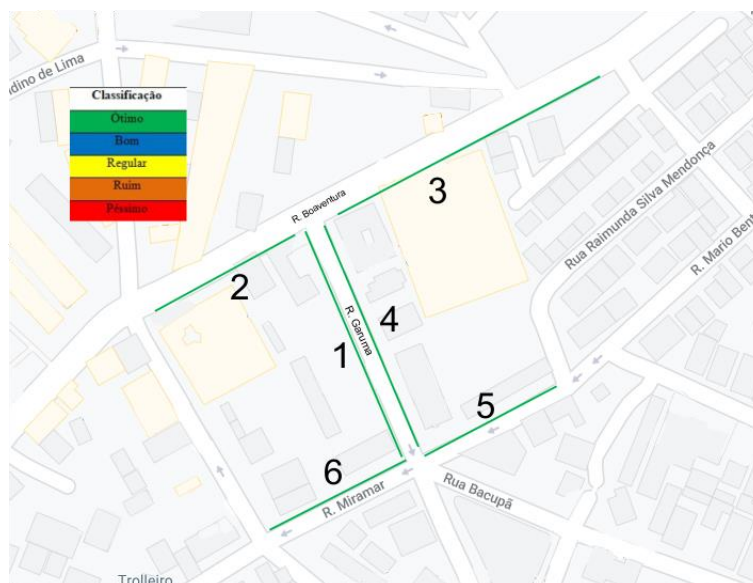 dino de Lima
Classificação
Ótimo
Bom
Regular
Ruim
Péssimo
R. Boaventura
3
Rua Raimunda Silva Mendonça
R. Mario Bent
2
R. Garuma
4
1
5
6
R. Miramar
Rua Bacupã
Trolleiro